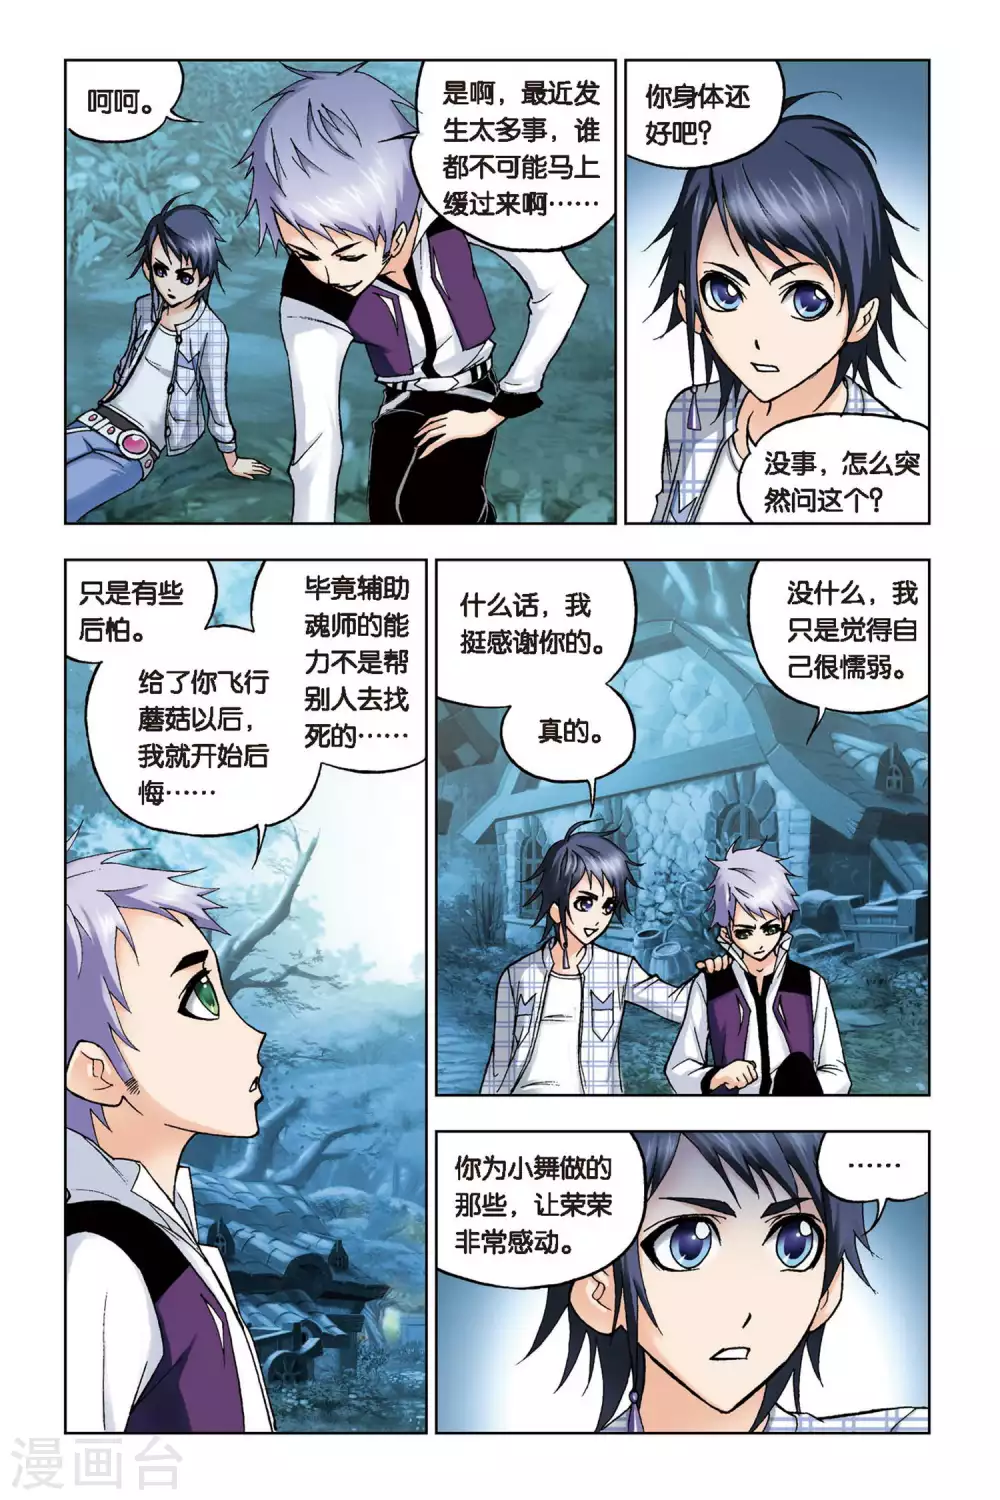 呵呵。
是啊，最近发
生太多事，谁
都不可能马上
缓过来啊……
你身体还
好吧？
没事，怎么突
然问这个？
只是有些
后怕。
给了你飞行
蘑菇以后，
我就开始后
悔……
毕竟辅助
魂师的能
力不是帮
别人去找
死的……
什么话，我
挺感谢你的。
真的。
没什么，我
只是觉得自
己很懦弱。
你为小舞做的
那些，让荣荣
非常感动。
……
漫画台